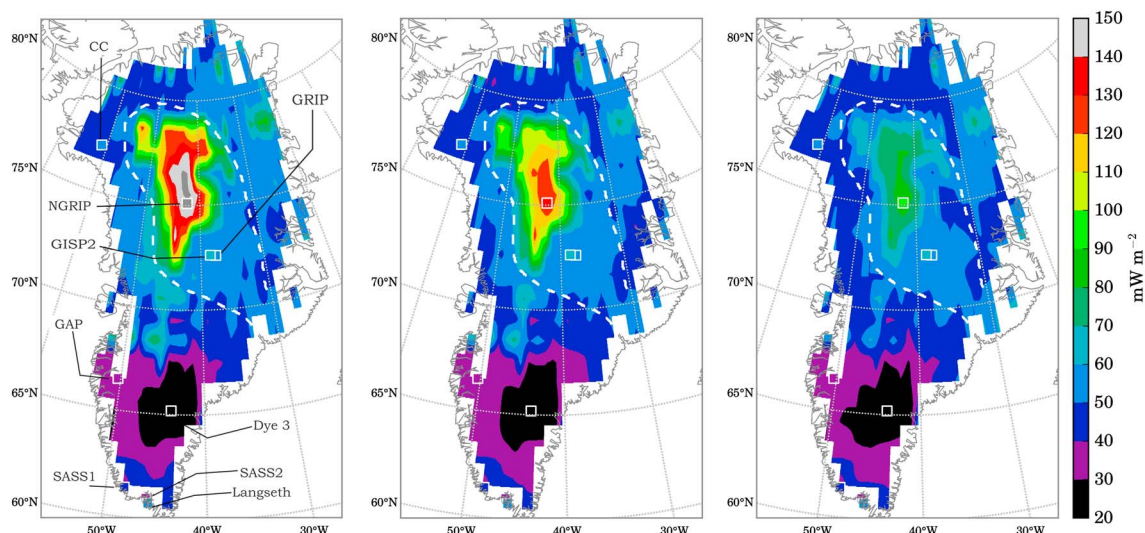 80°N
75°N
70°N
65°N
60°N
50°W
40°W
30°W
CC
GRIP
NGRIP
GISP2
GAP
Dye 3
SASS1
SASS2
Langseth
80°N
75°N
70°N
65°N
60°N
50°W
40°W
30°W
80°N
75°N
70°N
65°N
60°N
50°W
40°W
30°W
150
140
130
120
110
100
90
80
70
60
50
40
30
20
mW m⁻²